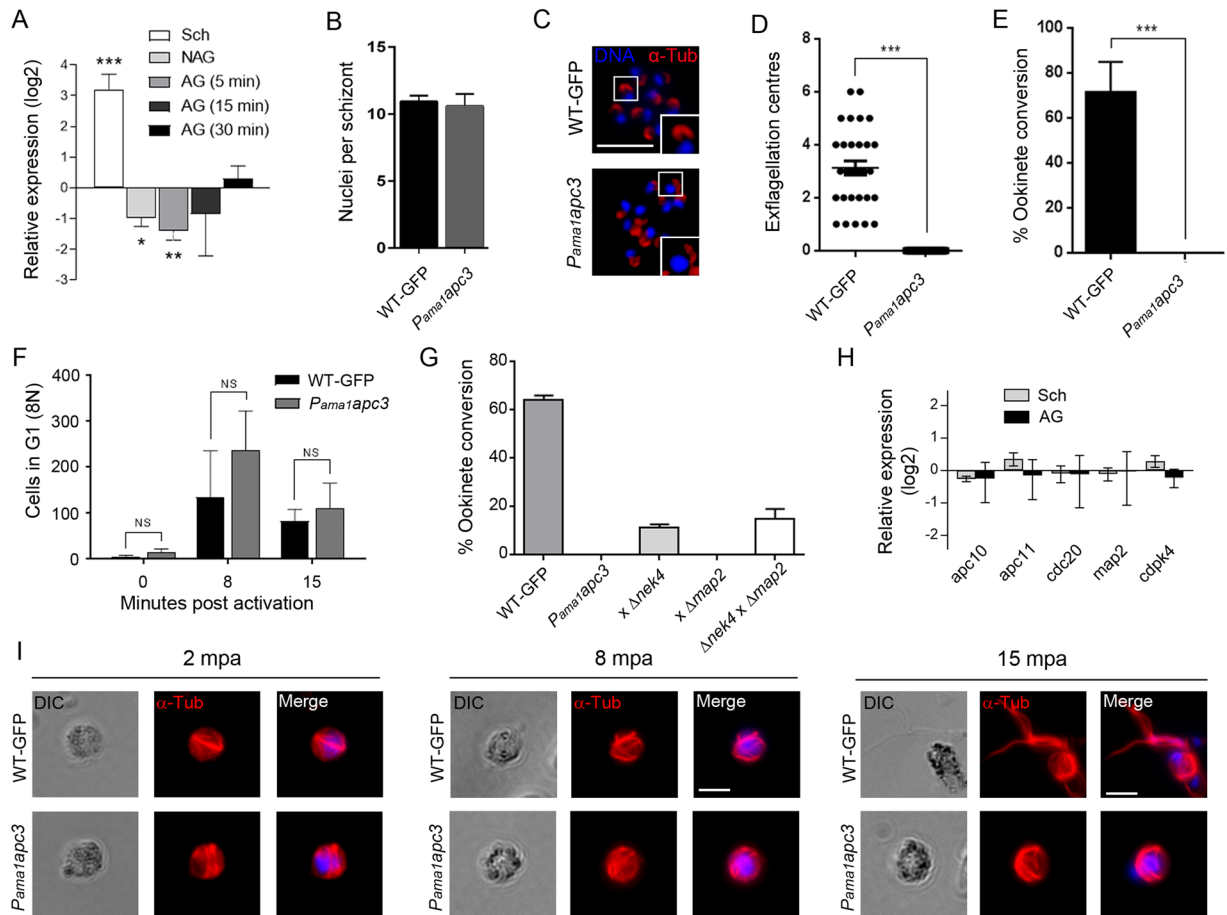 A
Sch
NAG
AG (5 min)
AG (15 min)
AG (30 min)
Relative expression (log2)
4
3
2
1
0
-1
-2
-3
***
*
**
B
Nuclei per schizont
15
10
5
0
WT-GFP
Pama1apc3
C
DNA α-Tub
WT-GFP
Pama1apc3
D
Exflagellation centres
8
6
4
2
0
***
WT-GFP
Pama1apc3
E
% Ookinete conversion
100
80
60
40
20
0
***
WT-GFP
Pama1apc3
F
Cells in G1 (8N)
400
300
200
100
0
WT-GFP
Pama1apc3
NS
NS
NS
0 8 15
Minutes post activation
G
% Ookinete conversion
80
60
40
20
0
WT-GFP
Pama1apc3
x Δnek4
x Δmap2
Δnek4 x Δmap2
H
Sch
AG
Relative expression
(log2)
2
1
0
-1
-2
apc10
apc11
cdc20
map2
cdpk4
I
2 mpa
8 mpa
15 mpa
WT-GFP
DIC α-Tub Merge
Pama1apc3
WT-GFP
DIC α-Tub Merge
Pama1apc3
WT-GFP
DIC α-Tub Merge
Pama1apc3